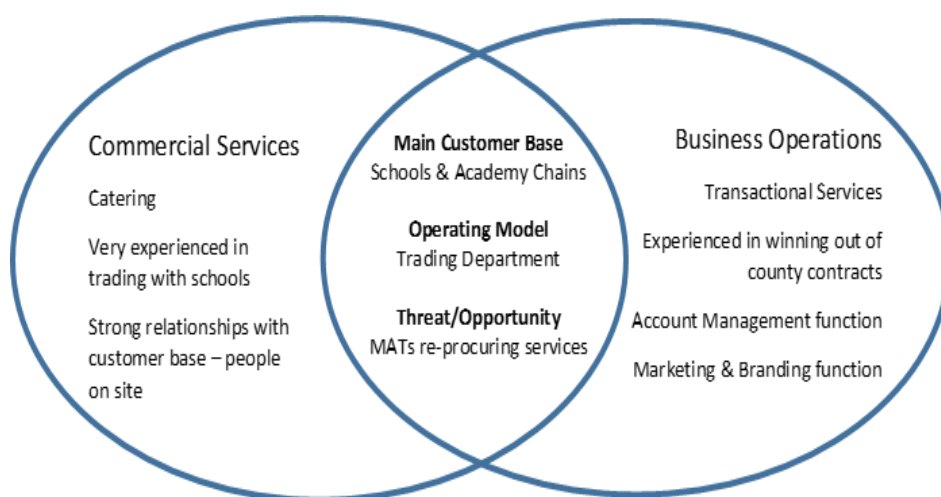 Commercial Services
Catering
Very experienced in
trading with schools
Strong relationships with
customer base – people
on site
Main Customer Base
Schools & Academy Chains
Operating Model
Trading Department
Threat/Opportunity
MATs re-procuring services
Business Operations
Transactional Services
Experienced in winning out of
county contracts
Account Management function
Marketing & Branding function